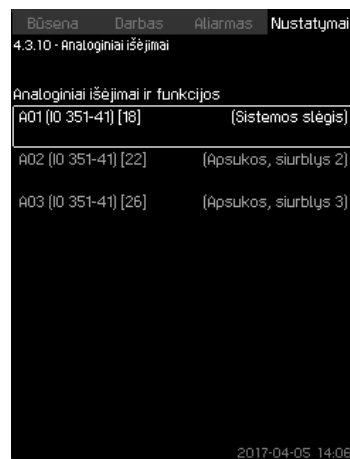 Būsena Darbas Aliarmas Nustatymai
4.3.10 - Analoginiai išėjimai
Analoginiai išėjimai ir funkcijos
AO1 (IO 351-41) [18] (Sistemos slėgis)
AO2 (IO 351-41) [22] (Apsukos, siurblys 2)
AO3 (IO 351-41) [26] (Apsukos, siurblys 3)
2017-04-05 14:06